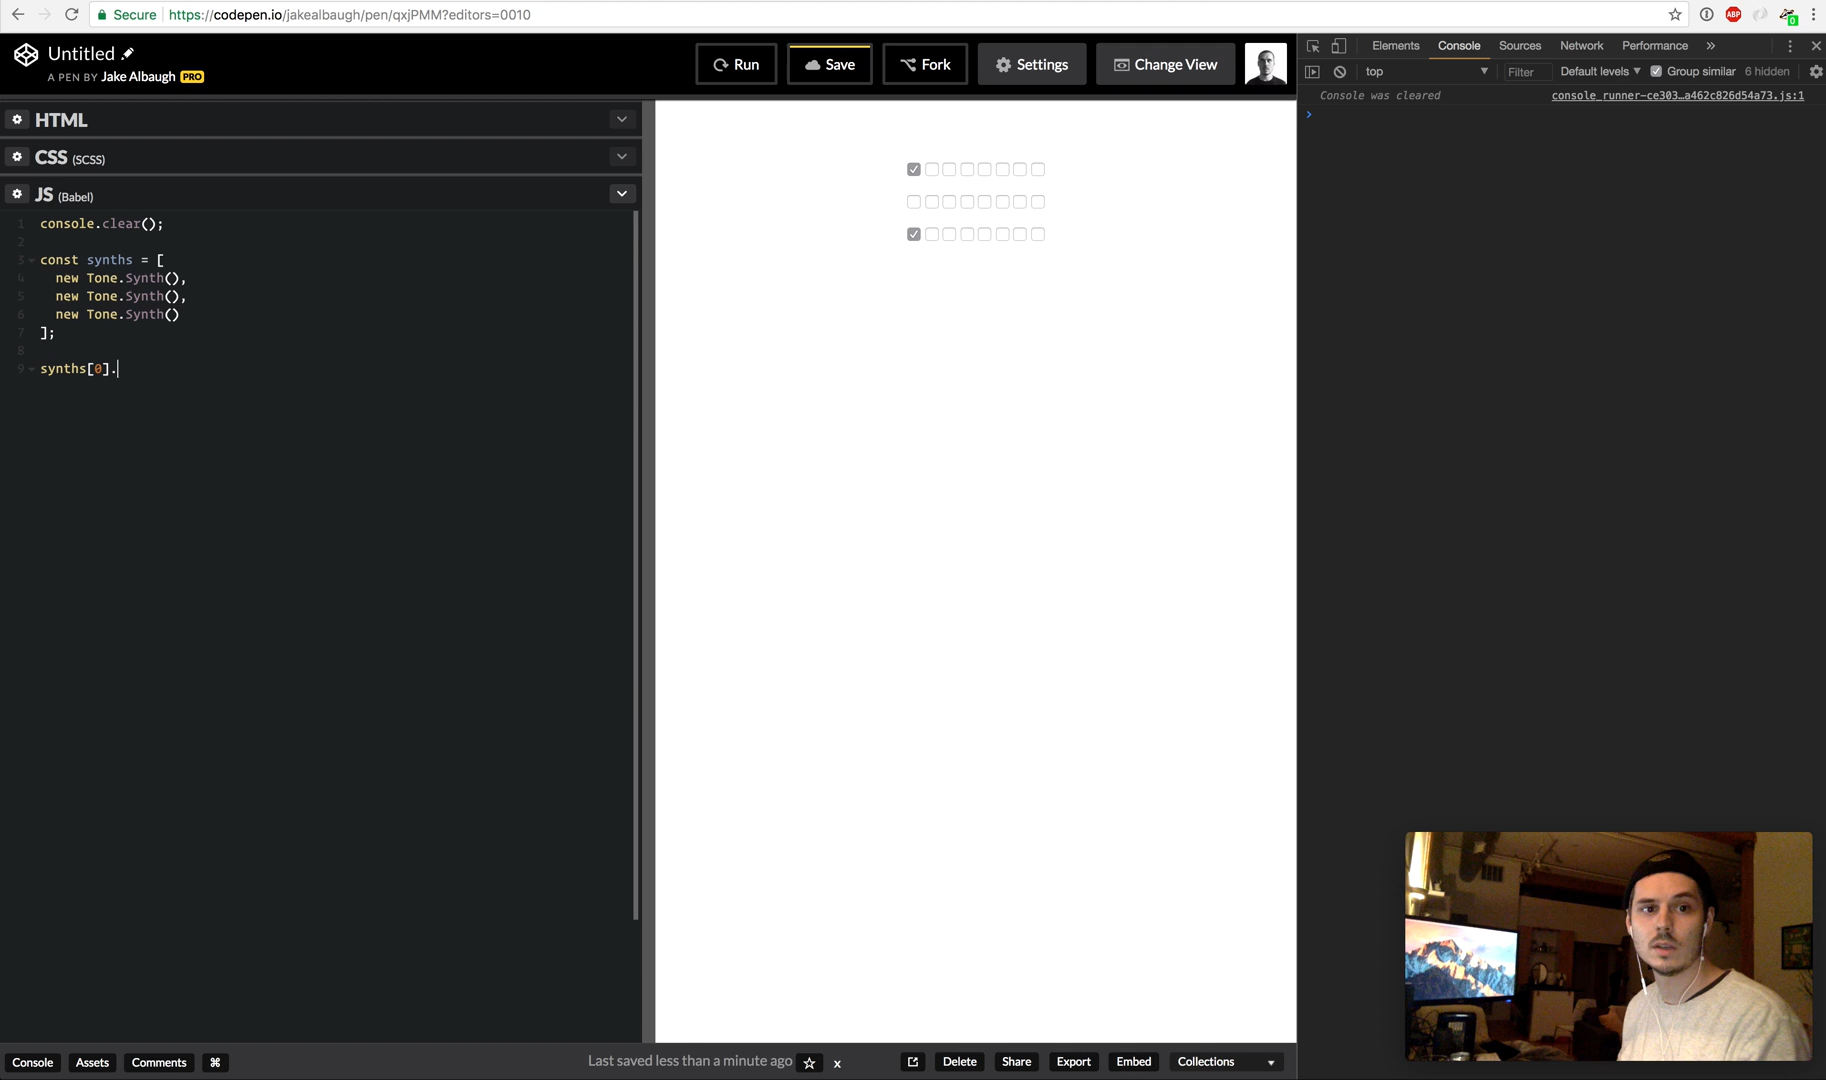 Secure https://codepen.io/jakealbaugh/pen/qxjPMM?editors=0010
ABP
0
Untitled
A PEN BY Jake Albaugh PRO
Run
Save
Fork
Settings
Change View
Elements
Console
Sources
Network
Performance
»
top
Filter
Default levels
Group similar
6 hidden
Console was cleared
console_runner-ce303…a462c826d54a73.js:1
HTML
CSS (SCSS)
JS (Babel)
1 console.clear();
2
3 const synths = [
4 new Tone.Synth(),
5 new Tone.Synth(),
6 new Tone.Synth()
7 ];
8
9 synths[0].
Console
Assets
Comments
⌘
Last saved less than a minute ago
x
Delete
Share
Export
Embed
Collections